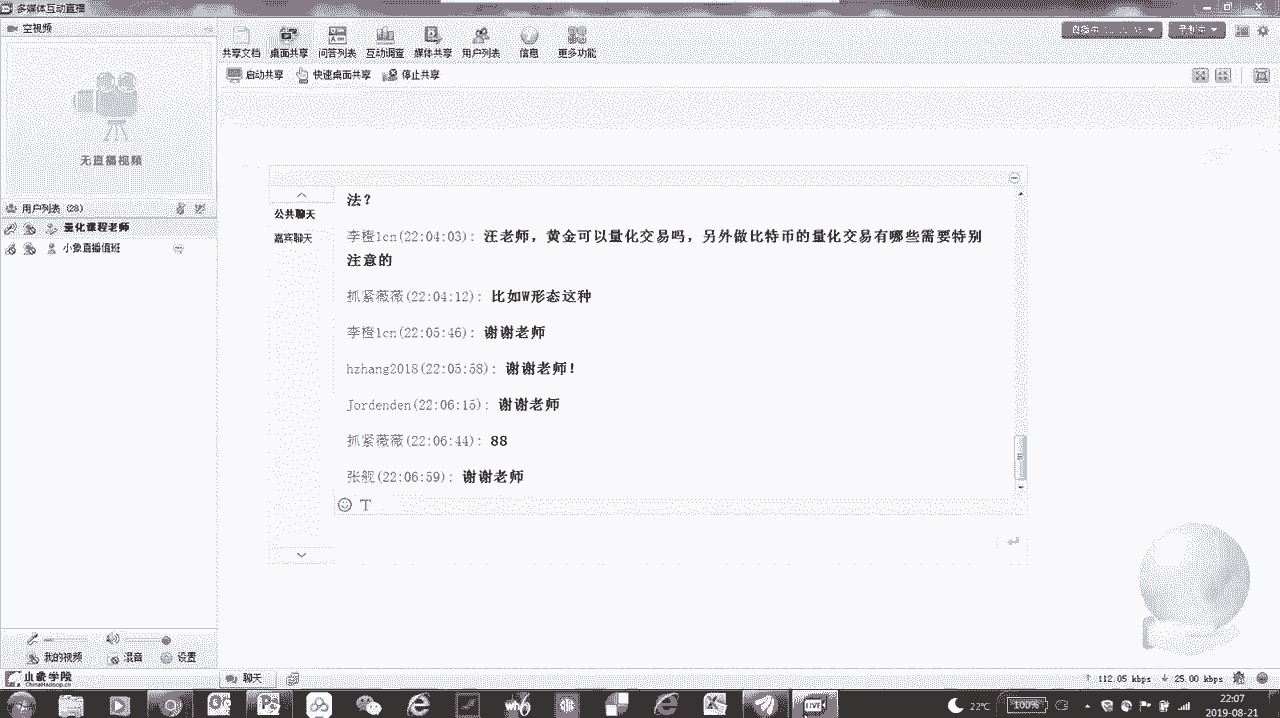 多媒体互动直播
空视频
共享文档 桌面共享 问答列表 互动调查 媒体共享 用户列表 信息 更多功能
启动共享 快速桌面共享 停止共享
无直播视频
用户列表 (28)
量化课程老师
小象直播值班
公共聊天
嘉宾聊天
法?
李橙1cn(22:04:03): 汪老师，黄金可以量化交易吗，另外做比特币的量化交易有哪些需要特别
注意的
抓紧薇薇(22:04:12): 比如W形态这种
李橙1cn(22:05:46): 谢谢老师
hzhang2018(22:05:58): 谢谢老师!
Jordenden(22:06:15): 谢谢老师
抓紧薇薇(22:06:44): 88
张舰(22:06:59): 谢谢老师
我的视频 混音 设置
小象学院
ChinaHadoop.cn
聊天
↑ 112.05 kbps ↓ 25.00 kbps
LIVE
22℃
100%
22:07
2019-08-21